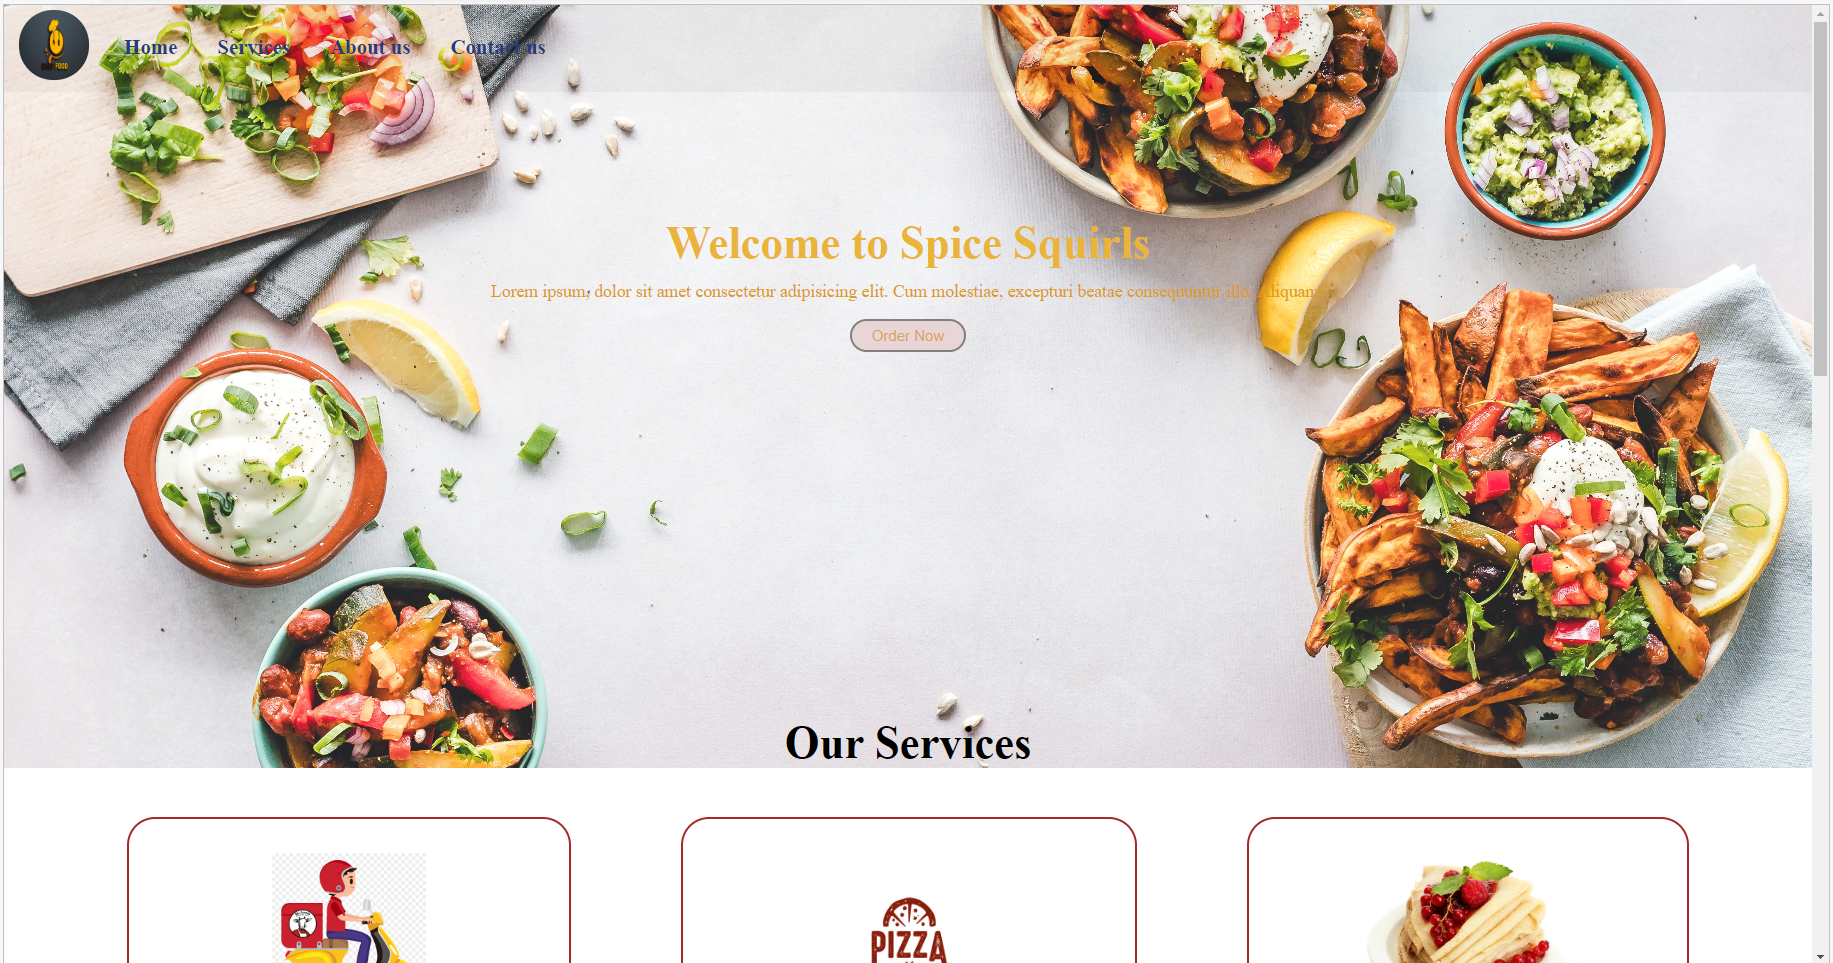 Home Services About us Contact us
FOOD
Welcome to Spice Squirls
Lorem ipsum, dolor sit amet consectetur adipisicing elit. Cum molestiae, excepturi beatae consequuntur illo
Order Now
Our Services
PIZZA